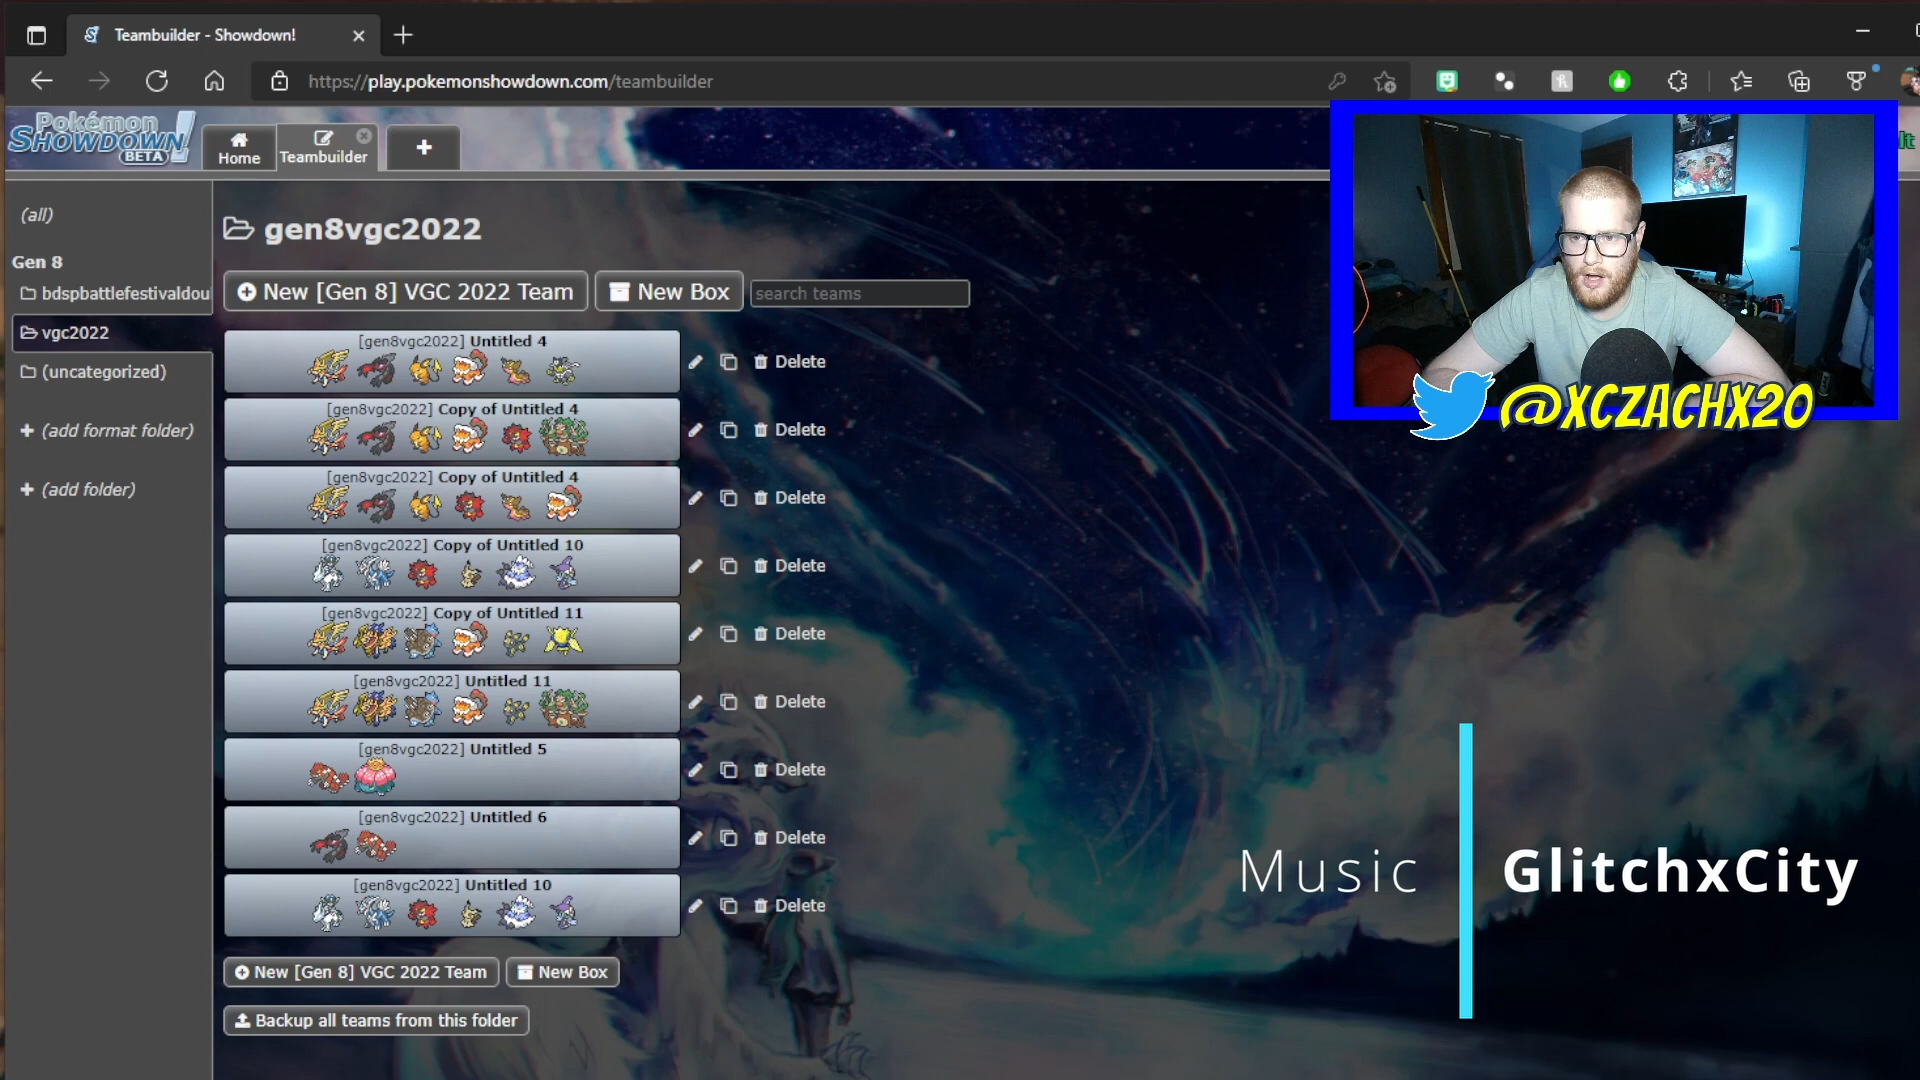 Teambuilder - Showdown!
https://play.pokemonshowdown.com/teambuilder
Pokémon
SHOWDOWN!
BETA
Home
Teambuilder
(all)
Gen 8
bdspbattlefestivaldou
vgc2022
(uncategorized)
(add format folder)
(add folder)
gen8vgc2022
New [Gen 8] VGC 2022 Team
New Box
search teams
[gen8vgc2022] Untitled 4
Delete
[gen8vgc2022] Copy of Untitled 4
Delete
[gen8vgc2022] Copy of Untitled 4
Delete
[gen8vgc2022] Copy of Untitled 10
Delete
[gen8vgc2022] Copy of Untitled 11
Delete
[gen8vgc2022] Untitled 11
Delete
[gen8vgc2022] Untitled 5
Delete
[gen8vgc2022] Untitled 6
Delete
[gen8vgc2022] Untitled 10
Delete
New [Gen 8] VGC 2022 Team
New Box
Backup all teams from this folder
@XCZACHX20
Music
GlitchxCity